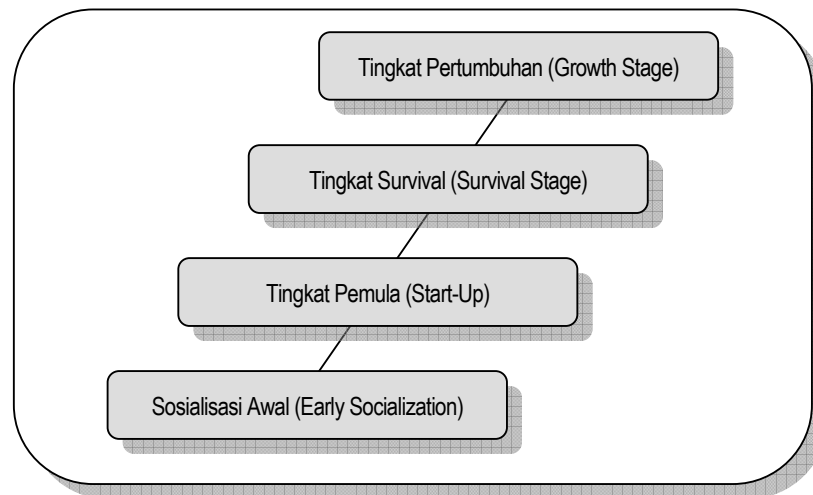 Tingkat Pertumbuhan (Growth Stage)
Tingkat Survival (Survival Stage)
Tingkat Pemula (Start-Up)
Sosialisasi Awal (Early Socialization)